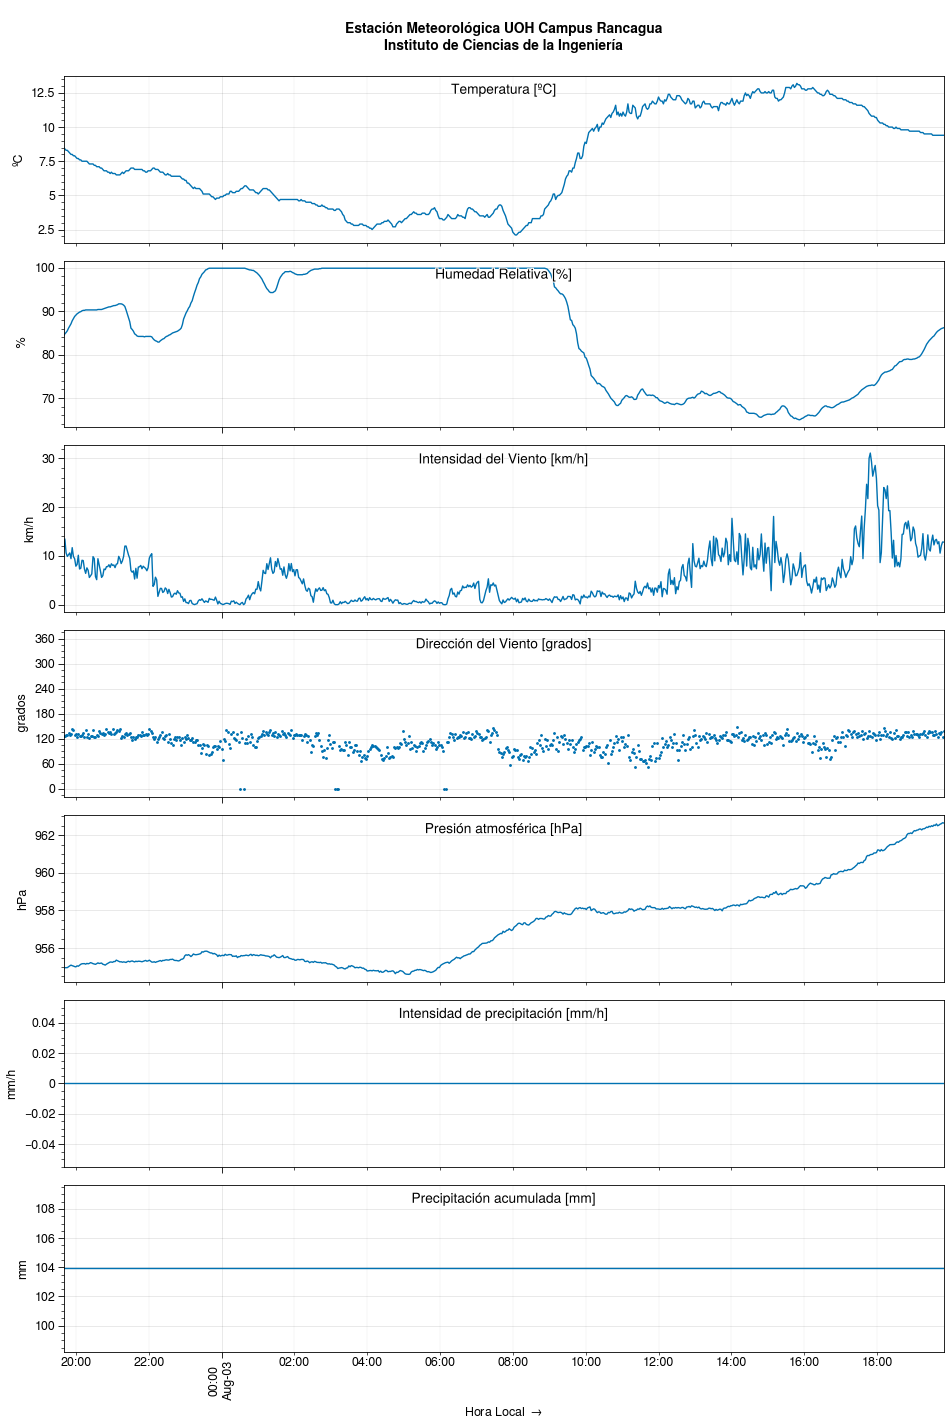 Estación Meteorológica UOH Campus Rancagua
Instituto de Ciencias de la Ingeniería
Temperatura [ºC]
ºC
12.5
10
7.5
5
2.5
Humedad Relativa [%]
%
100
90
80
70
Intensidad del Viento [km/h]
km/h
30
20
10
0
Dirección del Viento [grados]
grados
360
300
240
180
120
60
0
Presión atmosférica [hPa]
hPa
962
960
958
956
Intensidad de precipitación [mm/h]
mm/h
0.04
0.02
0
−0.02
−0.04
Precipitación acumulada [mm]
mm
108
106
104
102
100
20:00 22:00 00:00 02:00 04:00 06:00 08:00 10:00 12:00 14:00 16:00 18:00
Aug-03
Hora Local →